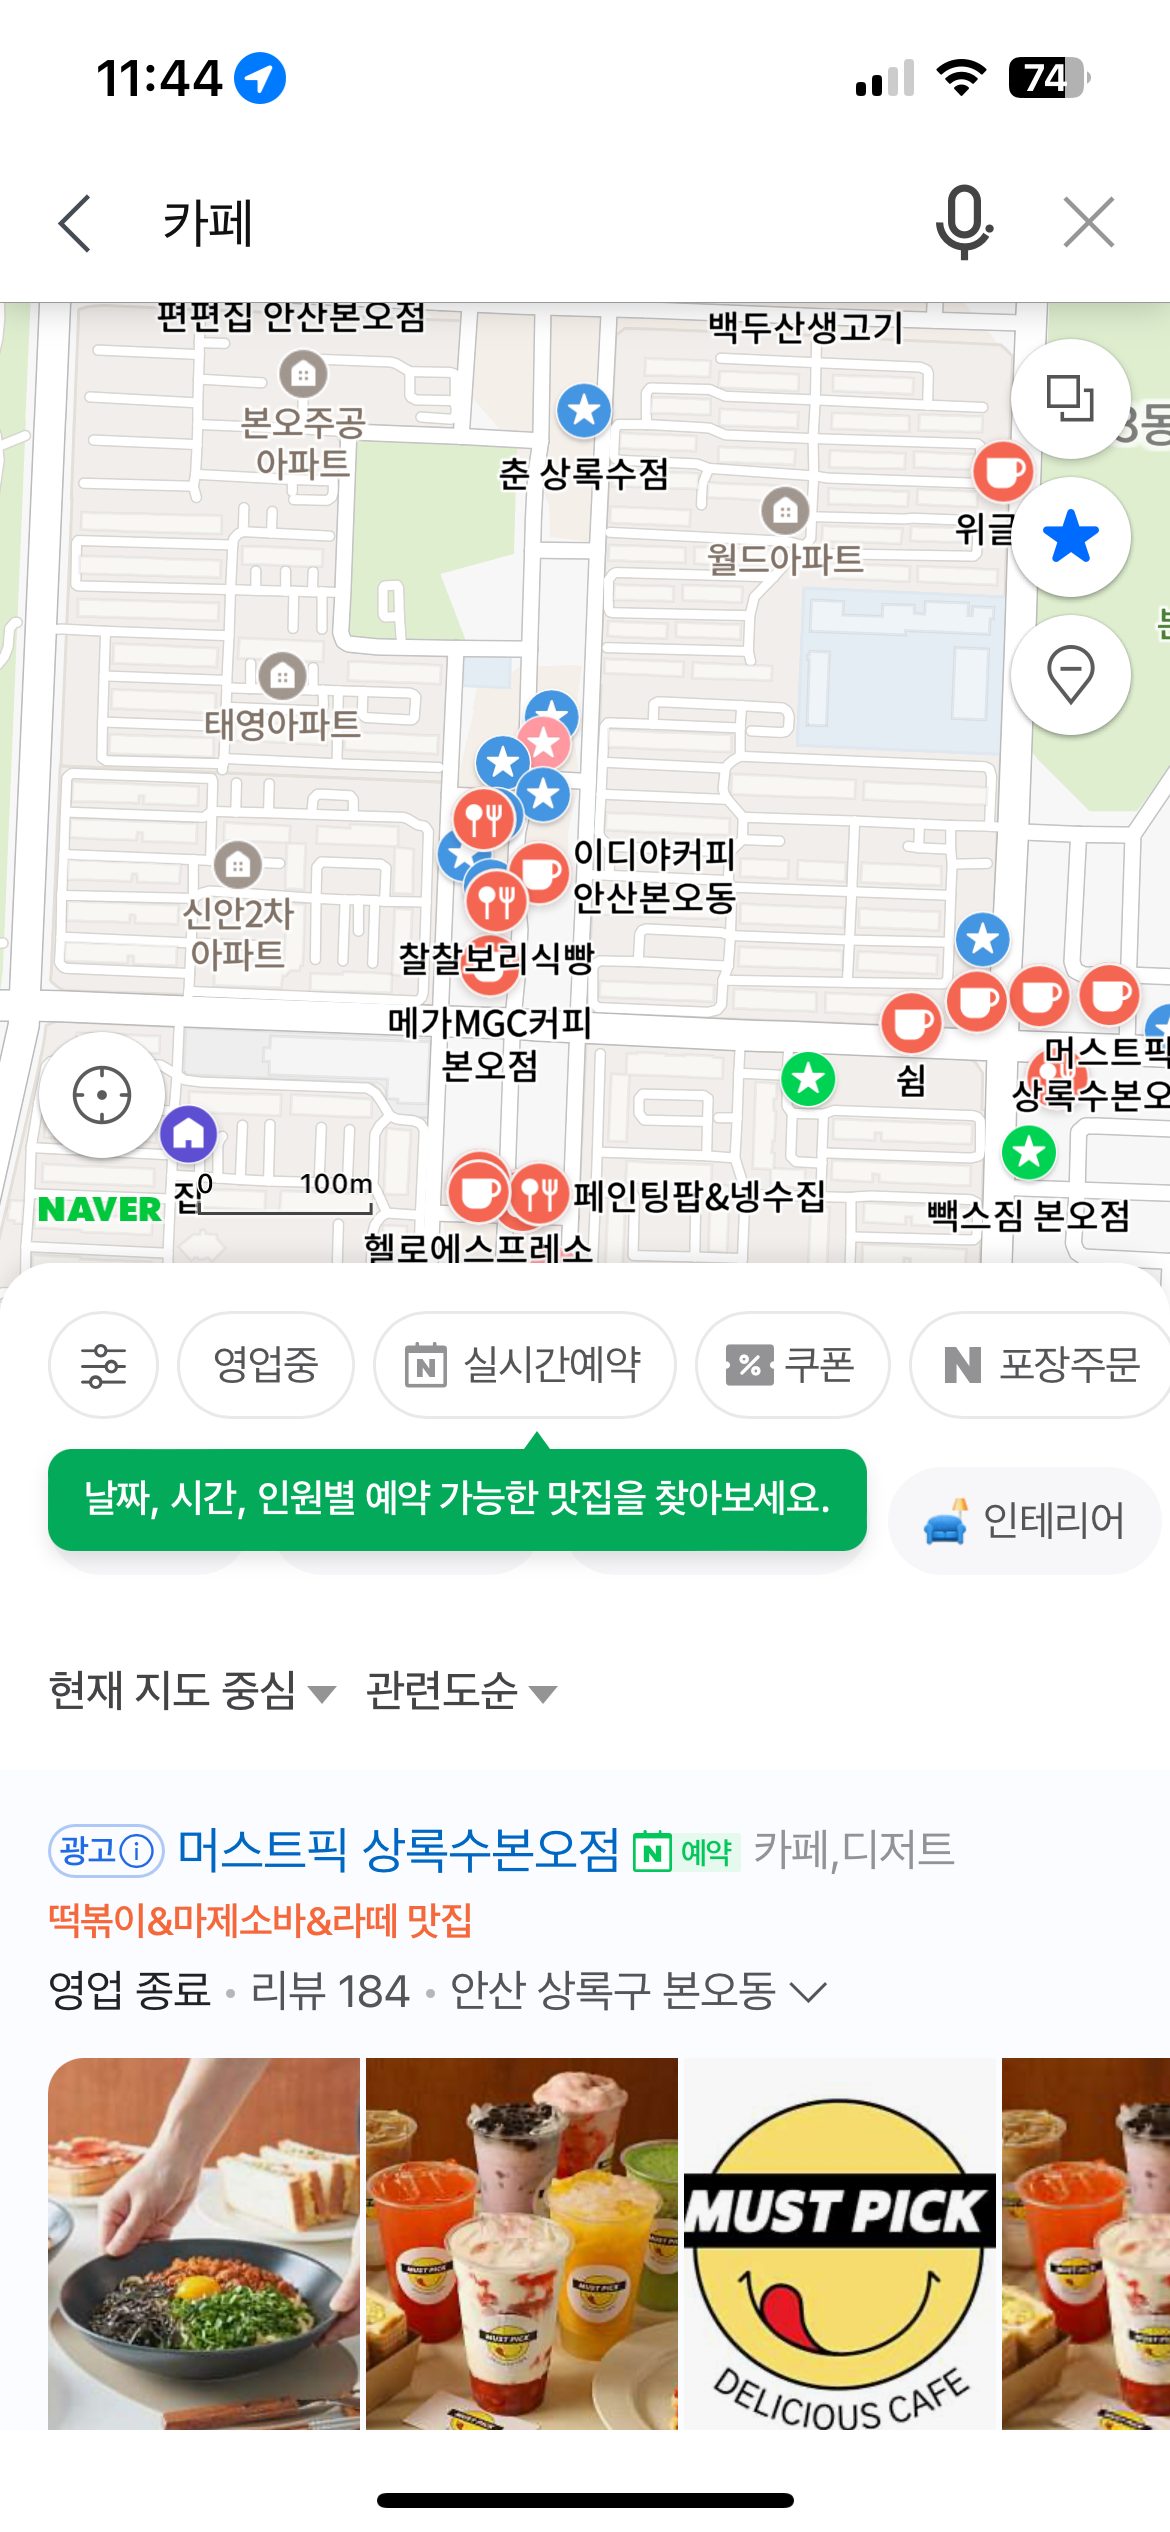 11:44
74
카페
편편집 안산본오점
백두산생고기
본오주공
아파트
춘 상록수점
3동
위글
월드아파트
태영아파트
이디야커피
안산본오동
신안2차
아파트
찰찰보리식빵
메가MGC커피
본오점
쉼
머스트픽
상록수본오
집
0 100m
NAVER
페인팅팝&넹수집
빽스짐 본오점
헬로에스프레소
영업중
N 실시간예약
% 쿠폰
N 포장주문
날짜, 시간, 인원별 예약 가능한 맛집을 찾아보세요.
인테리어
현재 지도 중심
관련도순
광고 머스트픽 상록수본오점 N 예약 카페,디저트
떡볶이&마제소바&라떼 맛집
영업 종료 · 리뷰 184 · 안산 상록구 본오동
MUST PICK
MUST PICK
MUST PICK
MUST PICK
DELICIOUS CAFE